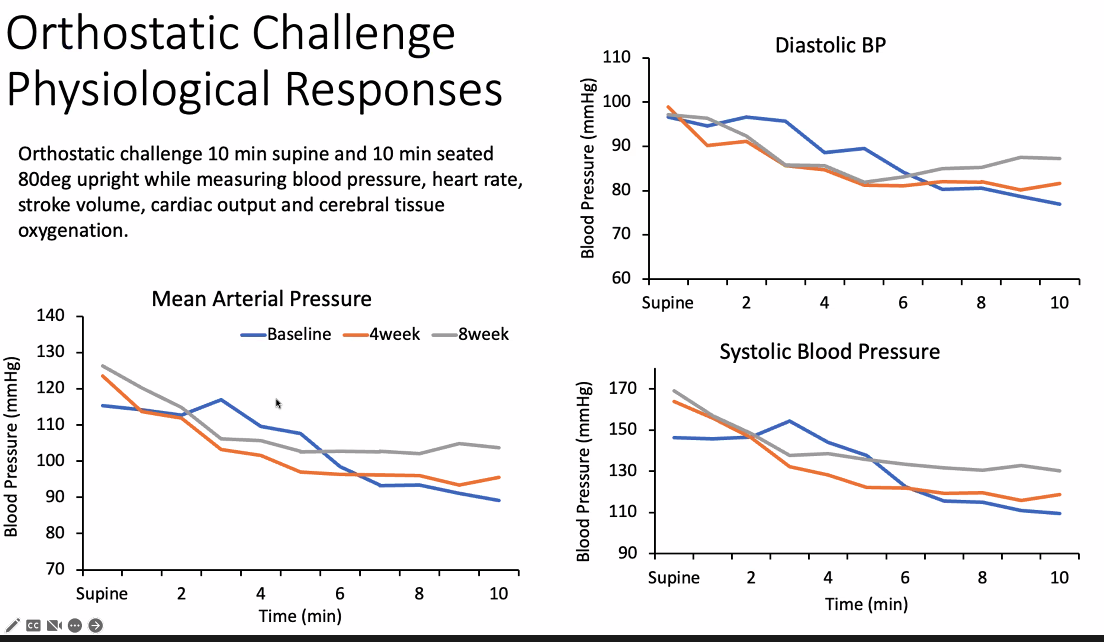 Orthostatic Challenge
Physiological Responses
Orthostatic challenge 10 min supine and 10 min seated
80deg upright while measuring blood pressure, heart rate,
stroke volume, cardiac output and cerebral tissue
oxygenation.
Mean Arterial Pressure
Baseline 4week 8week
Blood Pressure (mmHg)
140
130
120
110
100
90
80
70
Supine 2 4 6 8 10
Time (min)
Diastolic BP
Blood Pressure (mmHg)
110
100
90
80
70
60
Supine 2 4 6 8 10
Systolic Blood Pressure
Blood Pressure (mmHg)
170
150
130
110
90
Supine 2 4 6 8 10
Time (min)
CC